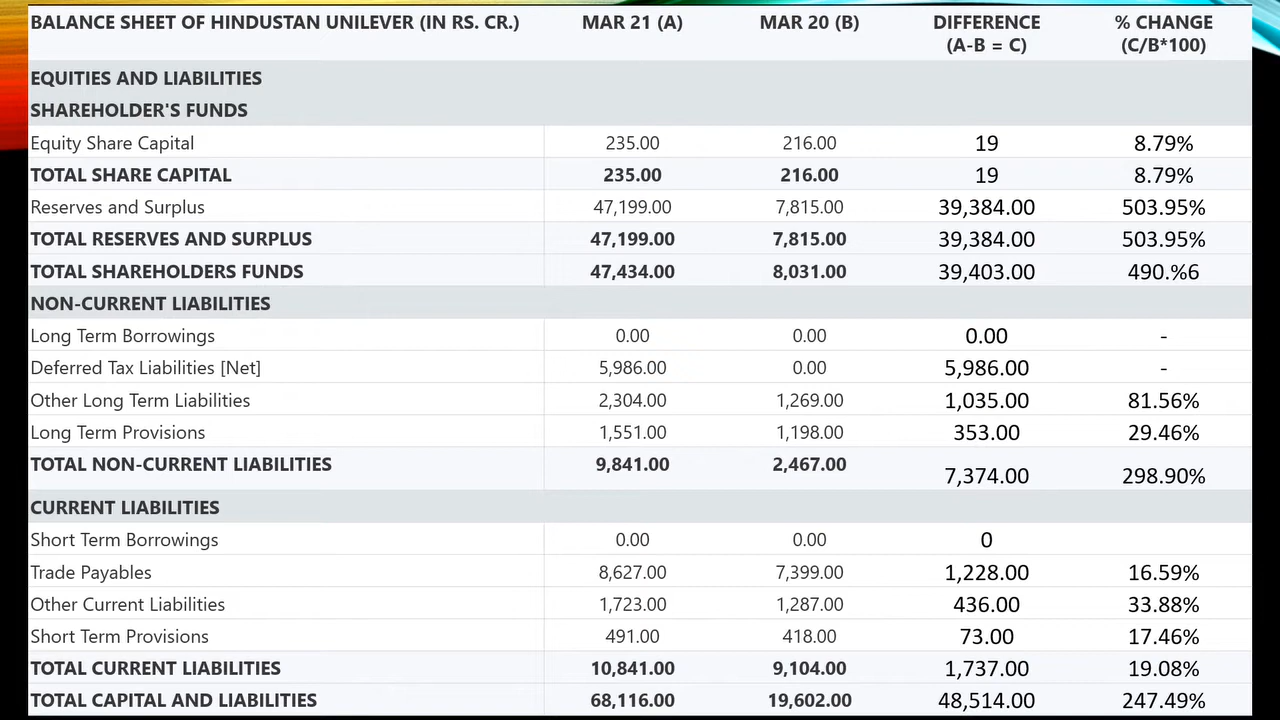 BALANCE SHEET OF HINDUSTAN UNILEVER (IN RS. CR.) MAR 21 (A) MAR 20 (B) DIFFERENCE (A-B = C) % CHANGE (C/B*100)
EQUITIES AND LIABILITIES
SHAREHOLDER'S FUNDS
Equity Share Capital 235.00 216.00 19 8.79%
TOTAL SHARE CAPITAL 235.00 216.00 19 8.79%
Reserves and Surplus 47,199.00 7,815.00 39,384.00 503.95%
TOTAL RESERVES AND SURPLUS 47,199.00 7,815.00 39,384.00 503.95%
TOTAL SHAREHOLDERS FUNDS 47,434.00 8,031.00 39,403.00 490.%6
NON-CURRENT LIABILITIES
Long Term Borrowings 0.00 0.00 0.00 -
Deferred Tax Liabilities [Net] 5,986.00 0.00 5,986.00 -
Other Long Term Liabilities 2,304.00 1,269.00 1,035.00 81.56%
Long Term Provisions 1,551.00 1,198.00 353.00 29.46%
TOTAL NON-CURRENT LIABILITIES 9,841.00 2,467.00 7,374.00 298.90%
CURRENT LIABILITIES
Short Term Borrowings 0.00 0.00 0
Trade Payables 8,627.00 7,399.00 1,228.00 16.59%
Other Current Liabilities 1,723.00 1,287.00 436.00 33.88%
Short Term Provisions 491.00 418.00 73.00 17.46%
TOTAL CURRENT LIABILITIES 10,841.00 9,104.00 1,737.00 19.08%
TOTAL CAPITAL AND LIABILITIES 68,116.00 19,602.00 48,514.00 247.49%